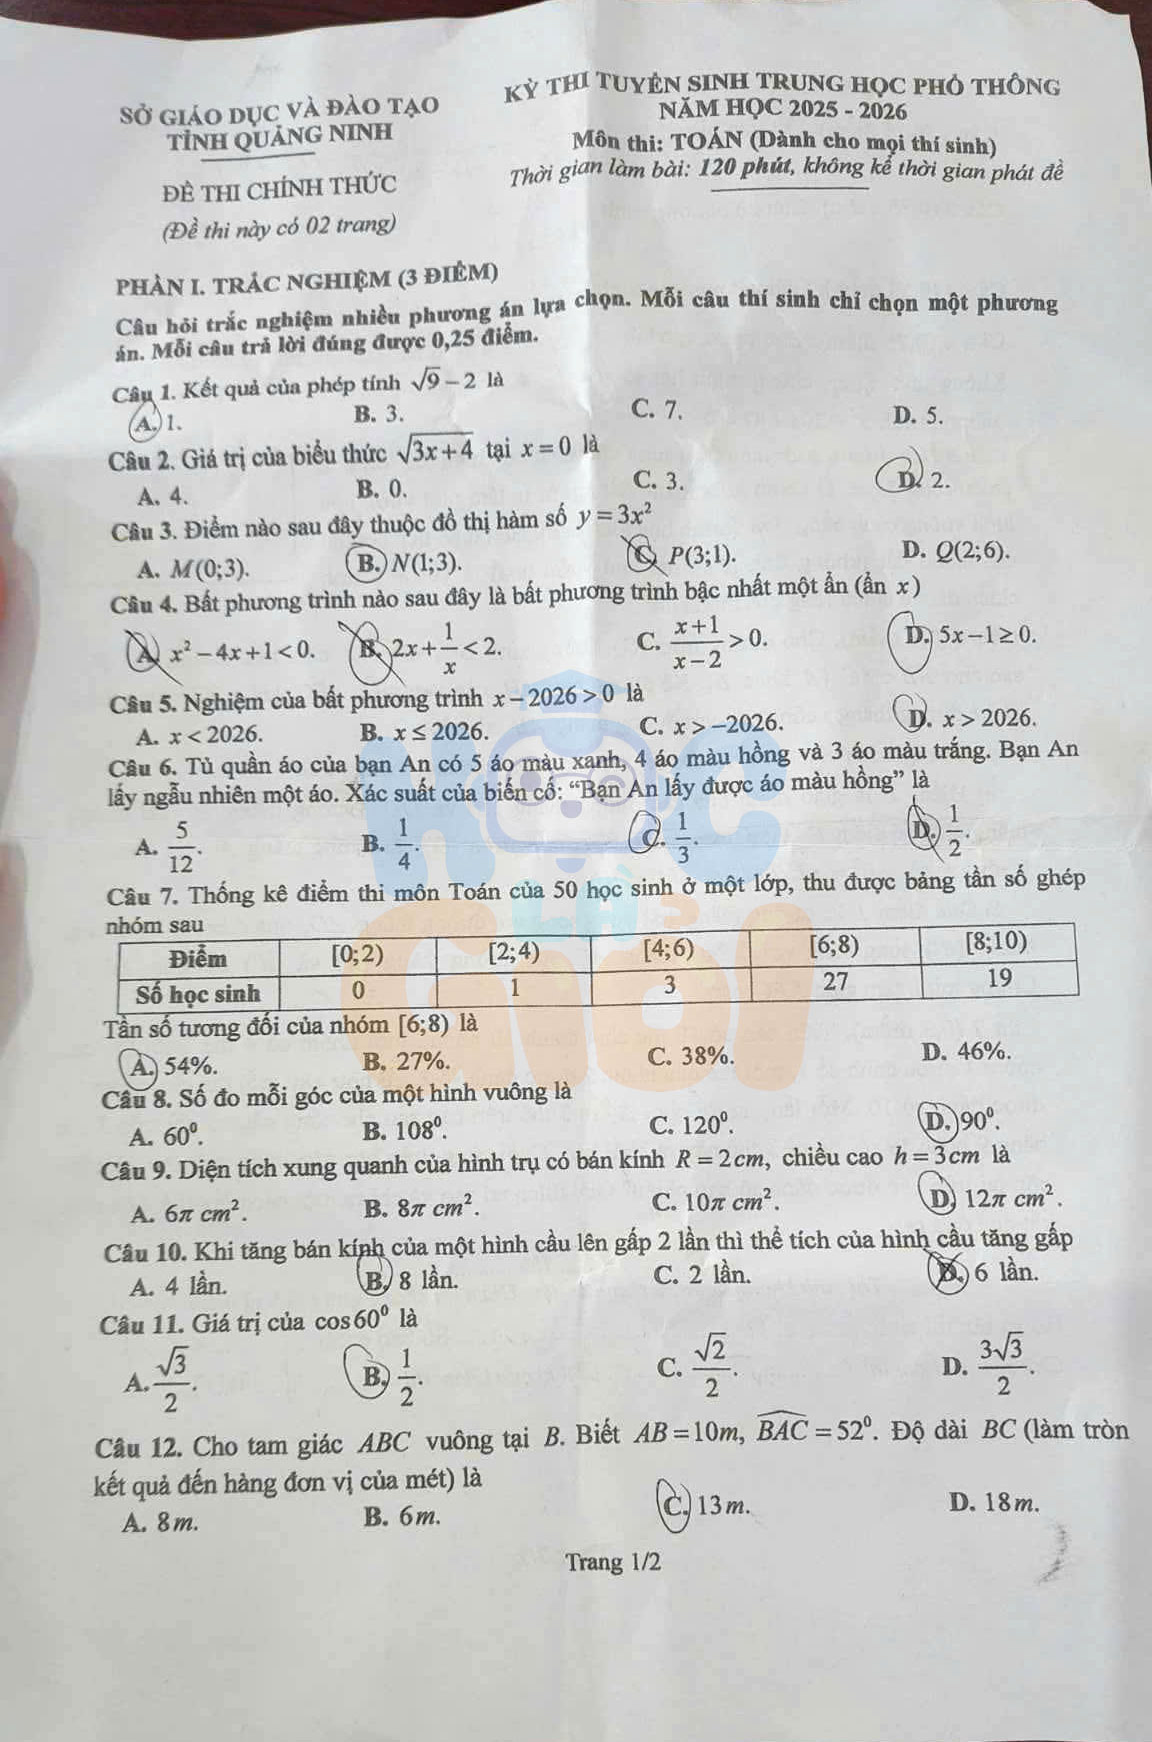 SỞ GIÁO DỤC VÀ ĐÀO TẠO
TỈNH QUẢNG NINH
ĐỀ THI CHÍNH THỨC
(Đề thi này có 02 trang)
KỲ THI TUYỂN SINH TRUNG HỌC PHỔ THÔNG
NĂM HỌC 2025 - 2026
Môn thi: TOÁN (Dành cho mọi thí sinh)
Thời gian làm bài: 120 phút, không kể thời gian phát đề
PHẦN I. TRẮC NGHIỆM (3 ĐIỂM)
Câu hỏi trắc nghiệm nhiều phương án lựa chọn. Mỗi câu thí sinh chỉ chọn một phương
án. Mỗi câu trả lời đúng được 0,25 điểm.
Câu 1. Kết quả của phép tính √9 − 2 là
A. 1. B. 3. C. 7. D. 5.
Câu 2. Giá trị của biểu thức √(3x+4) tại x = 0 là
A. 4. B. 0. C. 3. D. 2.
Câu 3. Điểm nào sau đây thuộc đồ thị hàm số y = 3x²
A. M(0;3). B. N(1;3). C. P(3;1). D. Q(2;6).
Câu 4. Bất phương trình nào sau đây là bất phương trình bậc nhất một ẩn (ẩn x)
A. x² − 4x + 1 < 0. B. 2x + 1/x < 2. C. (x+1)/(x−2) > 0. D. 5x − 1 ≥ 0.
Câu 5. Nghiệm của bất phương trình x − 2026 > 0 là
A. x < 2026. B. x ≤ 2026. C. x > −2026. D. x > 2026.
Câu 6. Tủ quần áo của bạn An có 5 áo màu xanh, 4 áo màu hồng và 3 áo màu trắng. Bạn An
lấy ngẫu nhiên một áo. Xác suất của biến cố: “Bạn An lấy được áo màu hồng” là
A. 5/12. B. 1/4. C. 1/3. D. 1/2.
Câu 7. Thống kê điểm thi môn Toán của 50 học sinh ở một lớp, thu được bảng tần số ghép
nhóm sau
Điểm [0;2) [2;4) [4;6) [6;8) [8;10)
Số học sinh 0 1 3 27 19
Tần số tương đối của nhóm [6;8) là
A. 54%. B. 27%. C. 38%. D. 46%.
Câu 8. Số đo mỗi góc của một hình vuông là
A. 60⁰. B. 108⁰. C. 120⁰. D. 90⁰.
Câu 9. Diện tích xung quanh của hình trụ có bán kính R = 2cm, chiều cao h = 3cm là
A. 6π cm². B. 8π cm². C. 10π cm². D. 12π cm².
Câu 10. Khi tăng bán kính của một hình cầu lên gấp 2 lần thì thể tích của hình cầu tăng gấp
A. 4 lần. B. 8 lần. C. 2 lần. D. 6 lần.
Câu 11. Giá trị của cos60⁰ là
A. √3/2. B. 1/2. C. √2/2. D. 3√3/2.
Câu 12. Cho tam giác ABC vuông tại B. Biết AB = 10m, BAC = 52⁰. Độ dài BC (làm tròn
kết quả đến hàng đơn vị của mét) là
A. 8m. B. 6m. C. 13m. D. 18m.
Trang 1/2
HỌC
LÀ
GIỎI